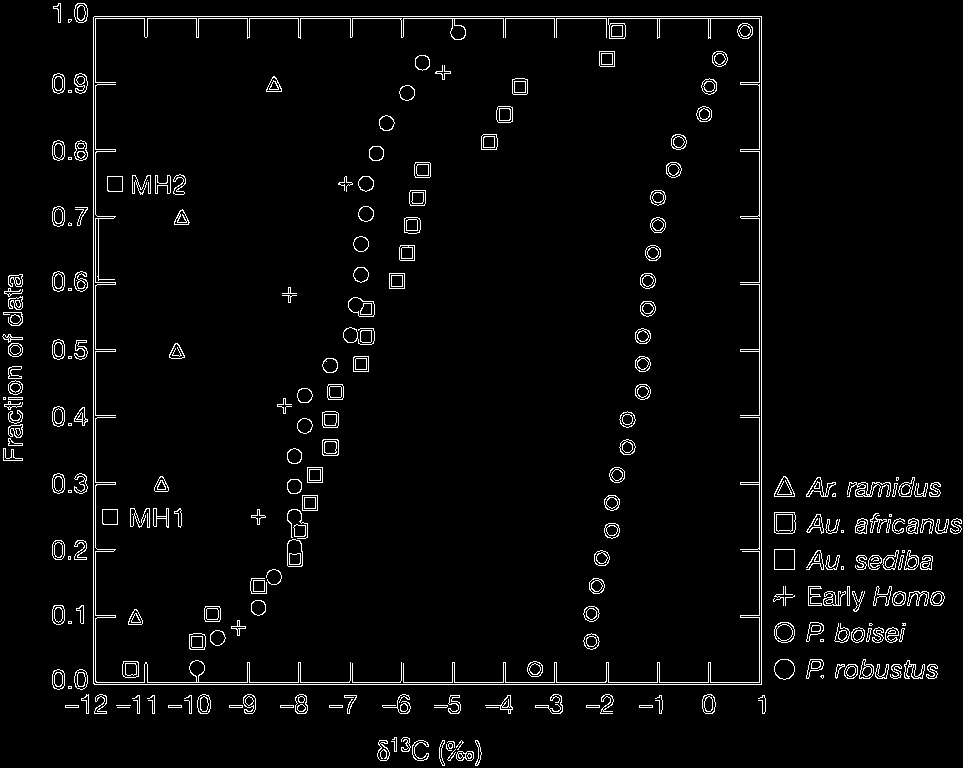 1.0
0.9
0.8
0.7
0.6
0.5
0.4
0.3
0.2
0.1
0.0
Fraction of data
MH2
MH1
−12 −11 −10 −9 −8 −7 −6 −5 −4 −3 −2 −1 0 1
δ¹³C (‰)
Ar. ramidus
Au. africanus
Au. sediba
Early Homo
P. boisei
P. robustus